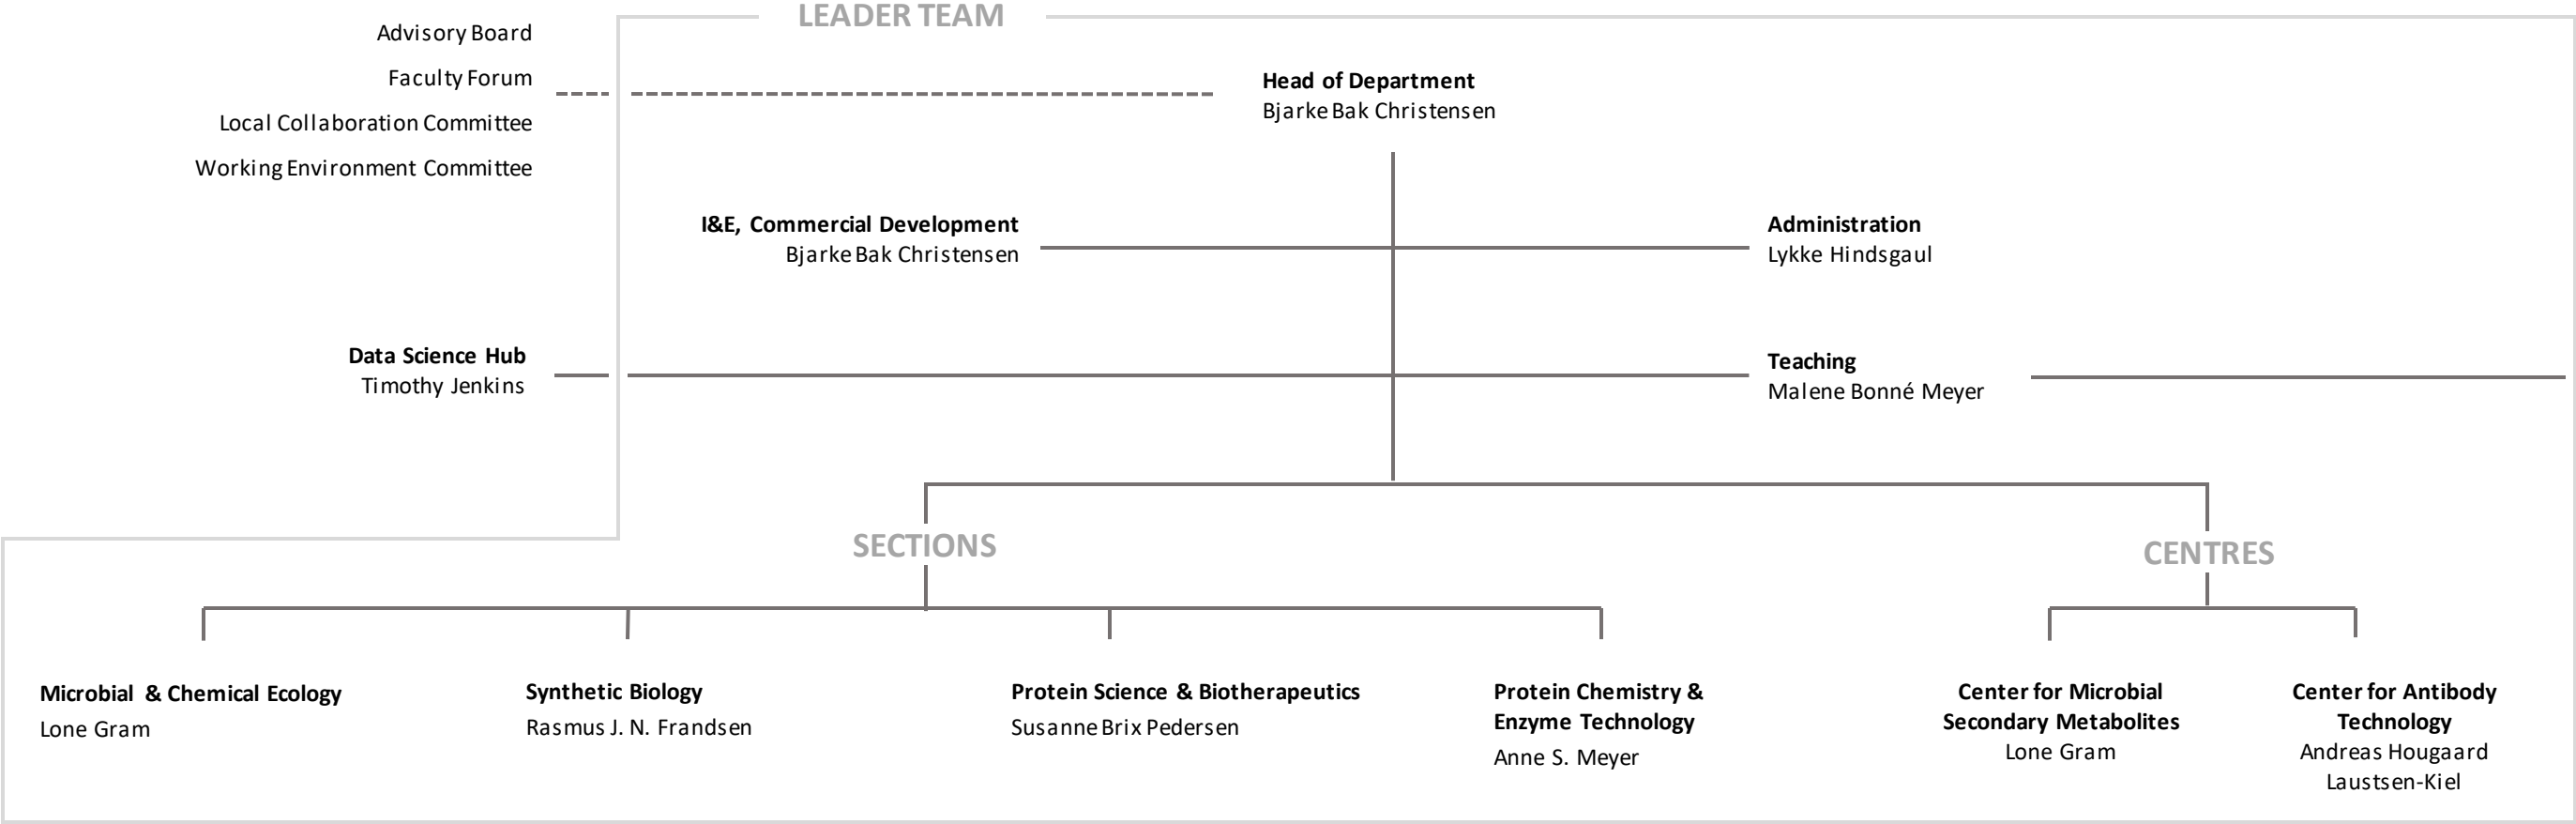 LEADER TEAM
Advisory Board
Faculty Forum
Local Collaboration Committee
Working Environment Committee
Head of Department
Bjarke Bak Christensen
I&E, Commercial Development
Bjarke Bak Christensen
Administration
Lykke Hindsgaul
Data Science Hub
Timothy Jenkins
Teaching
Malene Bonné Meyer
SECTIONS
CENTRES
Microbial & Chemical Ecology
Lone Gram
Synthetic Biology
Rasmus J. N. Frandsen
Protein Science & Biotherapeutics
Susanne Brix Pedersen
Protein Chemistry &
Enzyme Technology
Anne S. Meyer
Center for Microbial
Secondary Metabolites
Lone Gram
Center for Antibody
Technology
Andreas Hougaard
Laustsen-Kiel